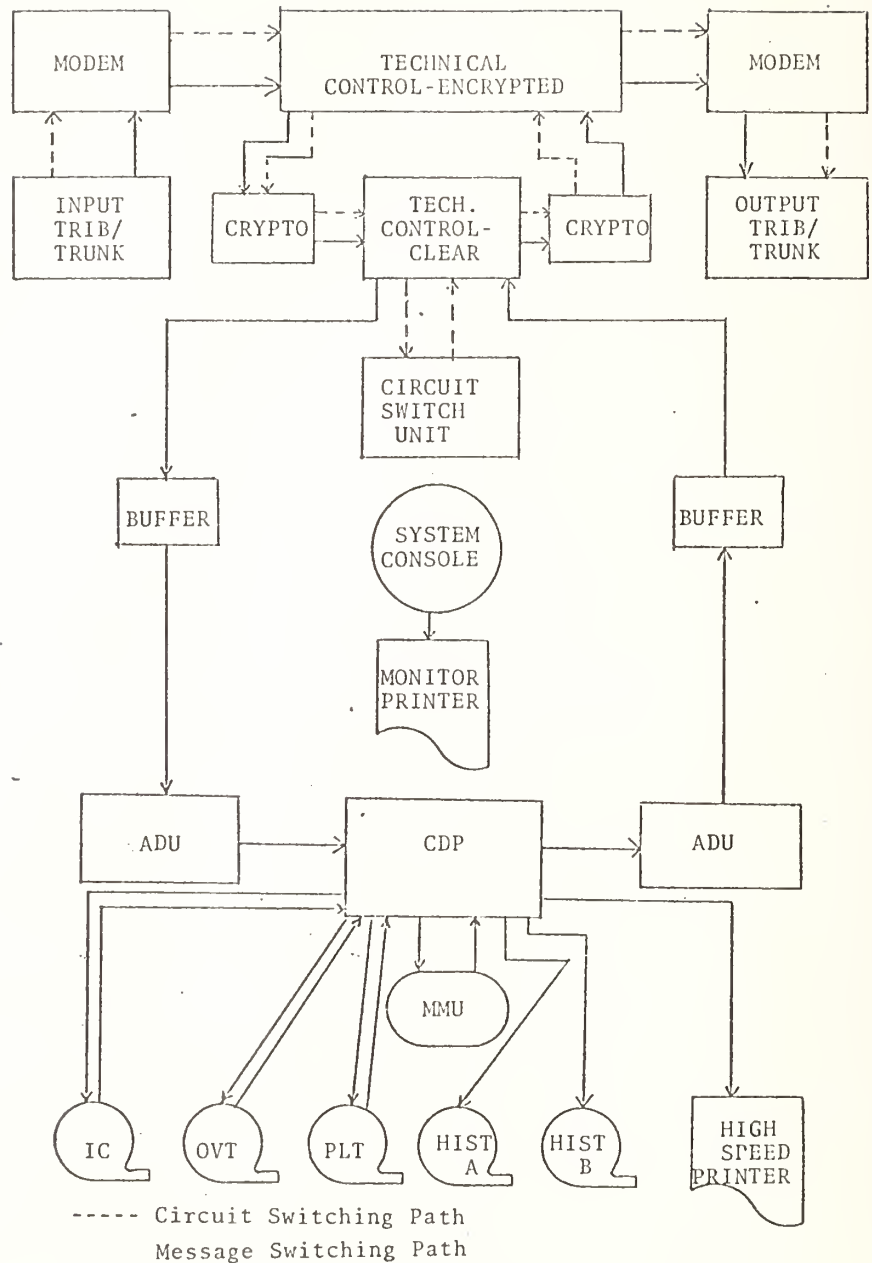 MODEM
TECHNICAL
CONTROL-ENCRYPTED
MODEM
INPUT
TRIB/
TRUNK
CRYPTO
TECH.
CONTROL-
CLEAR
CRYPTO
OUTPUT
TRIB/
TRUNK
CIRCUIT
SWITCH
UNIT
BUFFER
BUFFER
SYSTEM
CONSOLE
MONITOR
PRINTER
ADU
CDP
ADU
MMU
IC
OVT
PLT
HIST
A
HIST
B
HIGH
SPEED
PRINTER
----- Circuit Switching Path
Message Switching Path